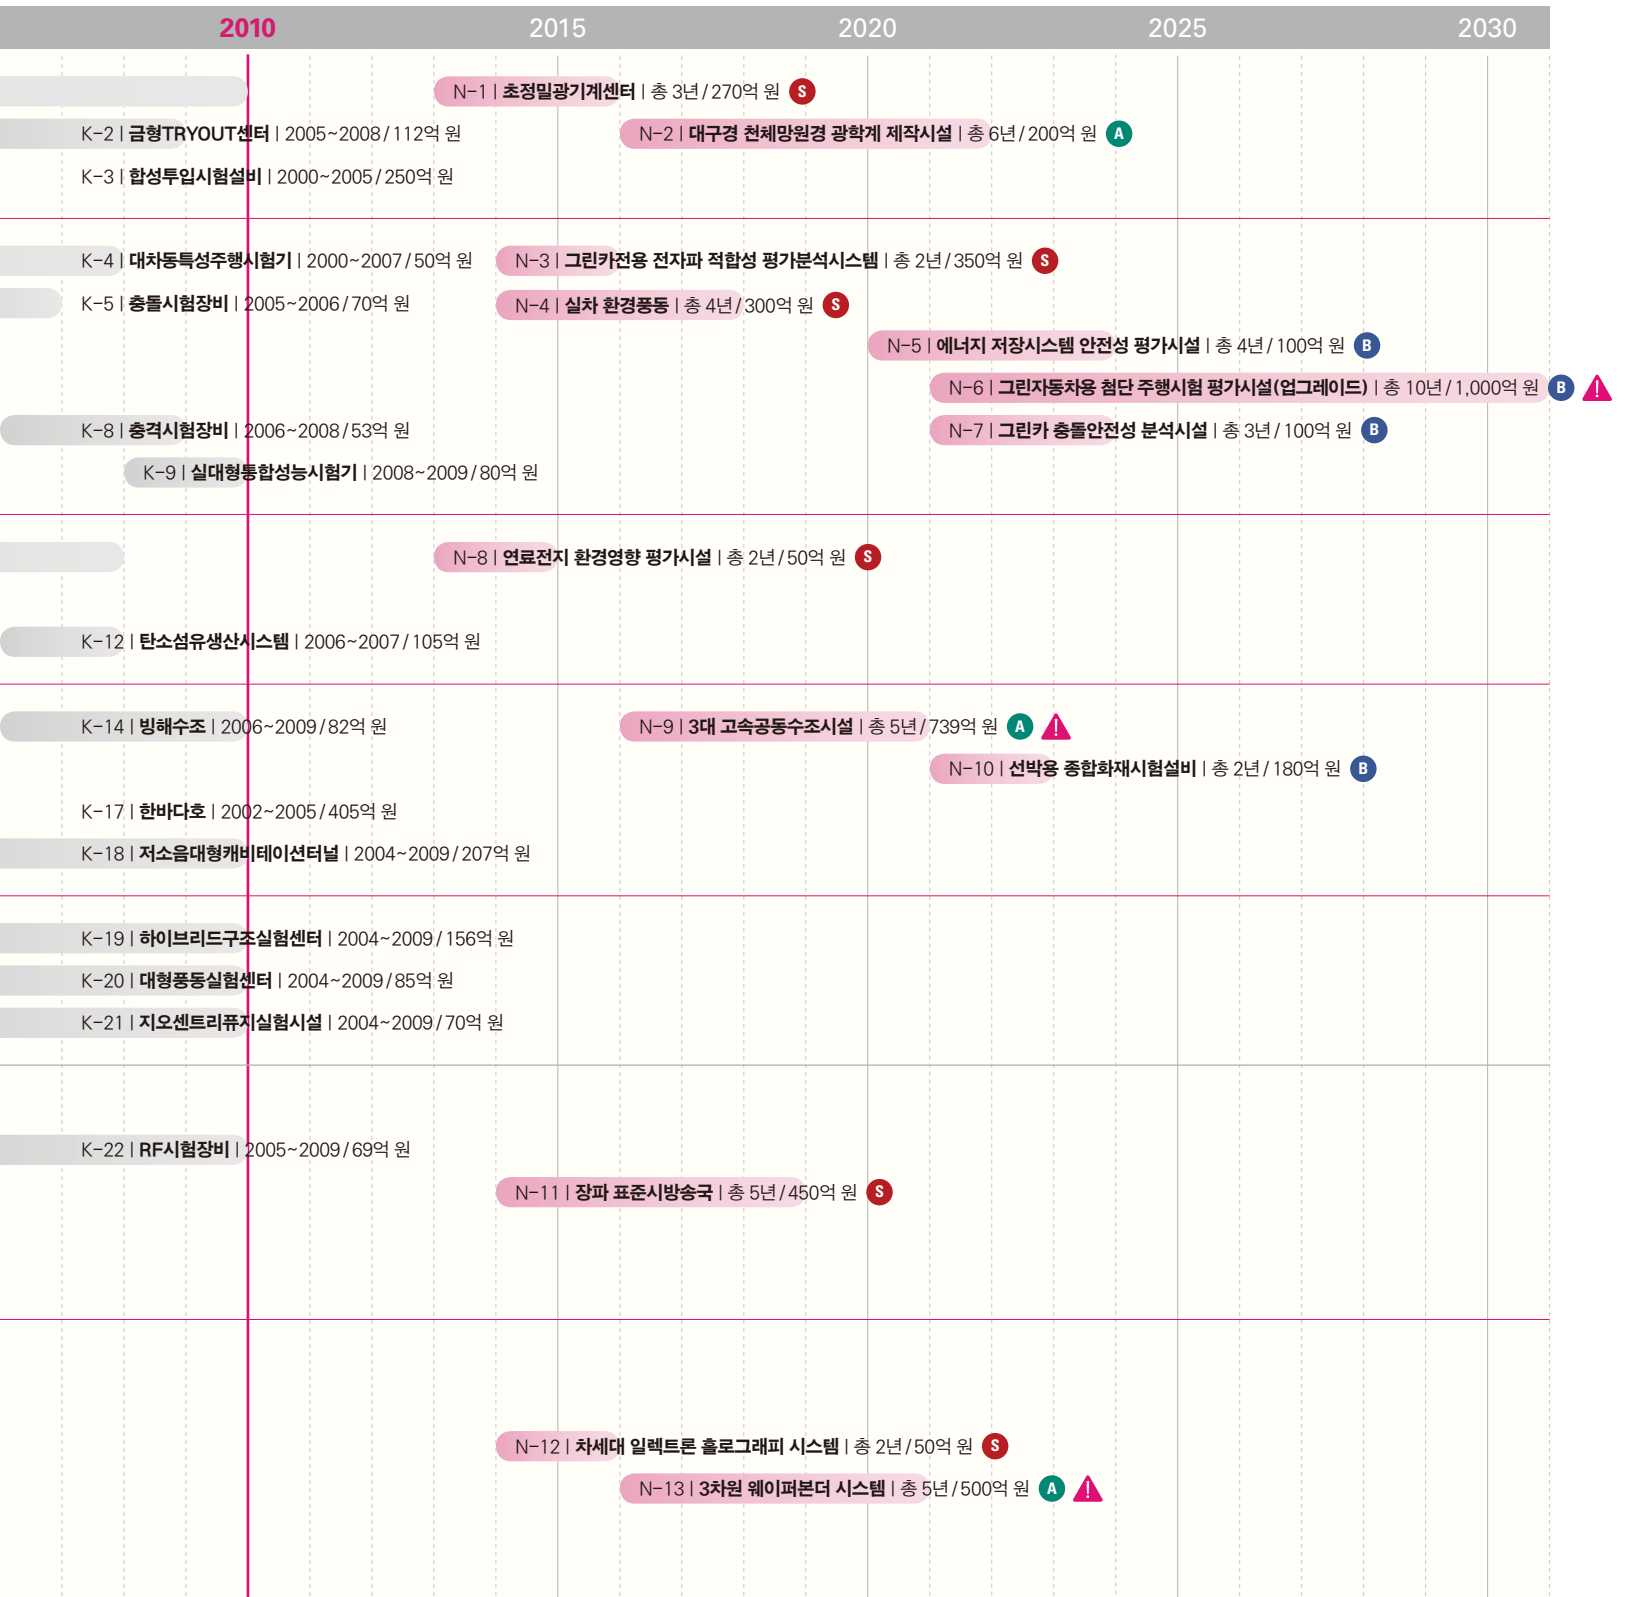 2010 2015 2020 2025 2030
N-1 | 초정밀광기계센터 | 총 3년/270억 원 S
K-2 | 금형TRYOUT센터 | 2005~2008/112억 원 N-2 | 대구경 천체망원경 광학계 제작시설 | 총 6년/200억 원 A
K-3 | 합성투입시험설비 | 2000~2005/250억 원
K-4 | 대차동특성주행시험기 | 2000~2007/50억 원 N-3 | 그린카전용 전자파 적합성 평가분석시스템 | 총 2년/350억 원 S
K-5 | 충돌시험장비 | 2005~2006/70억 원 N-4 | 실차 환경풍동 | 총 4년/300억 원 S
N-5 | 에너지 저장시스템 안전성 평가시설 | 총 4년/100억 원 B
N-6 | 그린자동차용 첨단 주행시험 평가시설(업그레이드) | 총 10년/1,000억 원 B !
K-8 | 충격시험장비 | 2006~2008/53억 원 N-7 | 그린카 충돌안전성 분석시설 | 총 3년/100억 원 B
K-9 | 실대형통합성능시험기 | 2008~2009/80억 원
N-8 | 연료전지 환경영향 평가시설 | 총 2년/50억 원 S
K-12 | 탄소섬유생산시스템 | 2006~2007/105억 원
K-14 | 빙해수조 | 2006~2009/82억 원 N-9 | 3대 고속공동수조시설 | 총 5년/739억 원 A !
N-10 | 선박용 종합화재시험설비 | 총 2년/180억 원 B
K-17 | 한바다호 | 2002~2005/405억 원
K-18 | 저소음대형캐비테이션터널 | 2004~2009/207억 원
K-19 | 하이브리드구조실험센터 | 2004~2009/156억 원
K-20 | 대형풍동실험센터 | 2004~2009/85억 원
K-21 | 지오센트리퓨지실험시설 | 2004~2009/70억 원
K-22 | RF시험장비 | 2005~2009/69억 원
N-11 | 장파 표준시방송국 | 총 5년/450억 원 S
N-12 | 차세대 일렉트론 홀로그래피 시스템 | 총 2년/50억 원 S
N-13 | 3차원 웨이퍼본더 시스템 | 총 5년/500억 원 A !